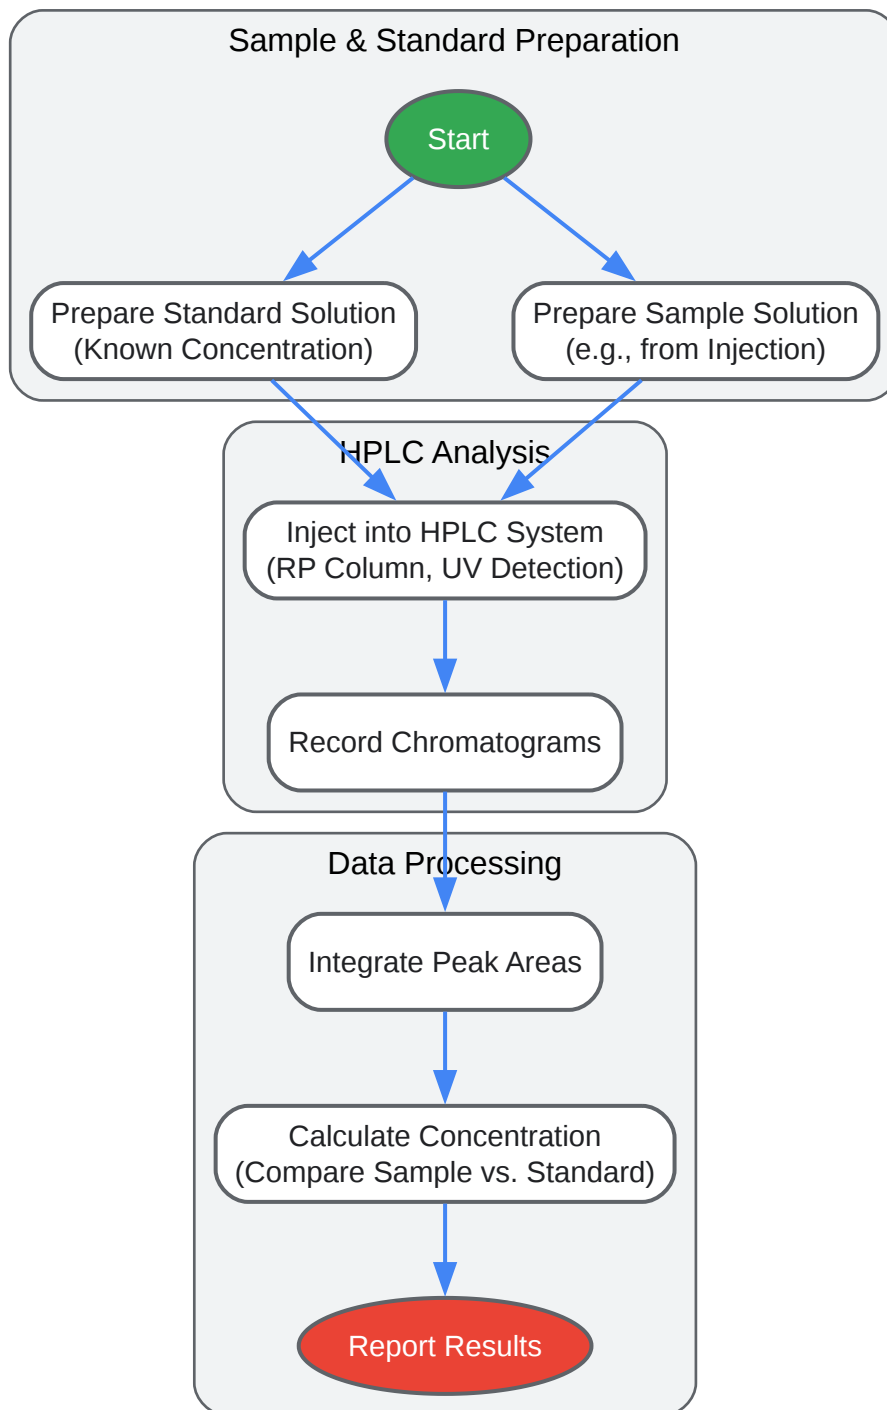 Sample & Standard Preparation
Start
Prepare Standard Solution
(Known Concentration)
Prepare Sample Solution
(e.g., from Injection)
HPLC Analysis
Inject into HPLC System
(RP Column, UV Detection)
Record Chromatograms
Data Processing
Integrate Peak Areas
Calculate Concentration
(Compare Sample vs. Standard)
Report Results